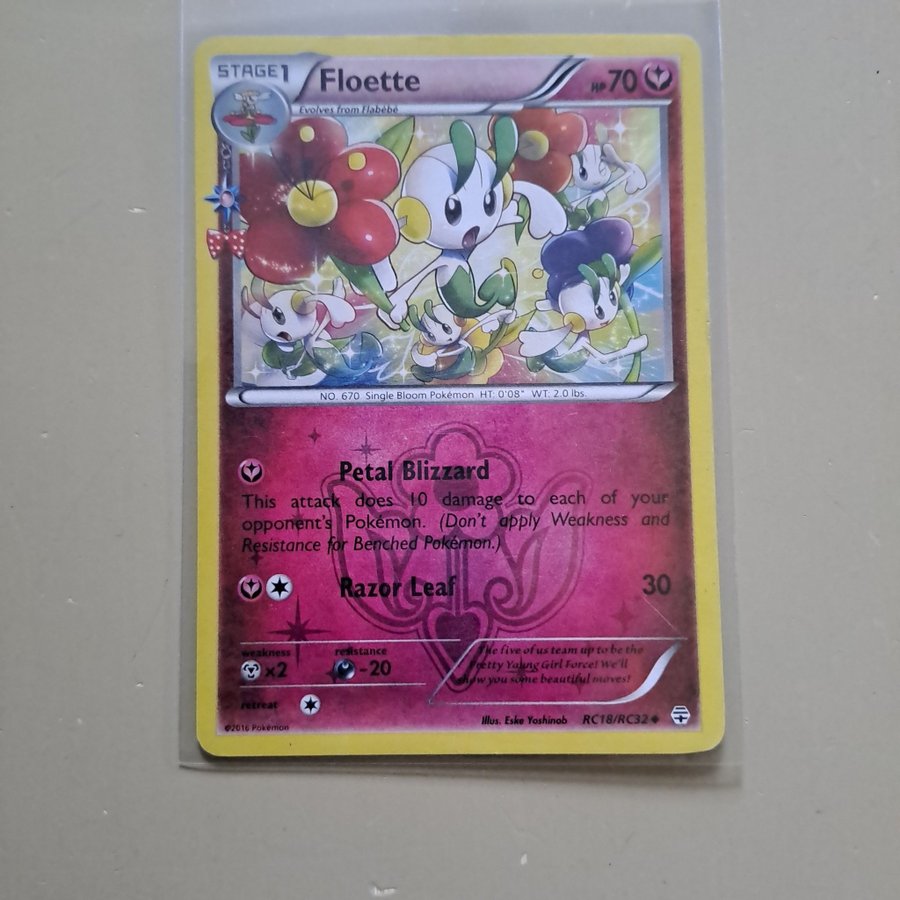 STAGE1 Floette HP70
Evolves from Flabébé
NO. 670 Single Bloom Pokémon HT: 0'08" WT: 2.0 lbs.
Petal Blizzard
This attack does 10 damage to each of your
opponent's Pokémon. (Don't apply Weakness and
Resistance for Benched Pokémon.)
Razor Leaf 30
weakness resistance
×2 -20
The five of us team up to be the
Pretty Young Girl Force! We'll
show you some beautiful moves!
retreat
Illus. Eske Yoshinob RC18/RC32
©2016 Pokémon